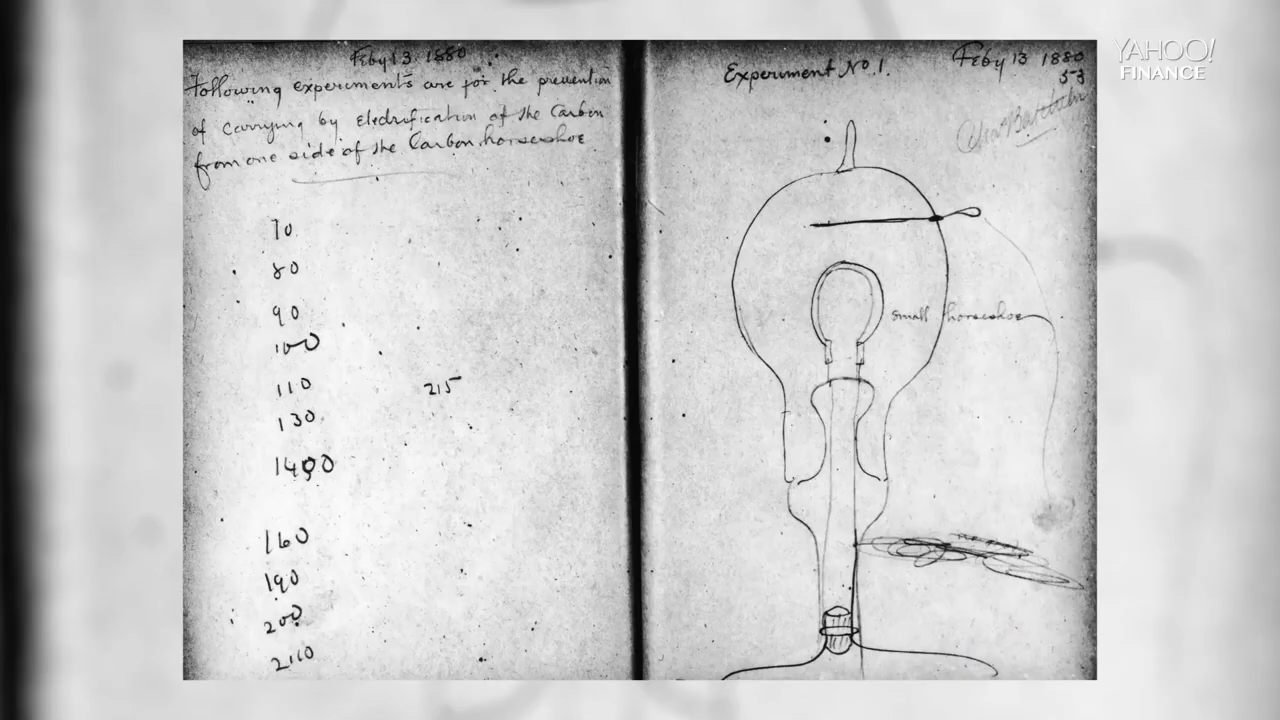 Feby 13 1880
Following experiments are for the prevention
of carrying by electrification of the Carbon
from one side of the Carbon horseshoe
70
80
90
100
110
215
130
160
190
200
Experiment No. 1.
Feby 13 1880
53
small horseshoe
YAHOO!
FINANCE